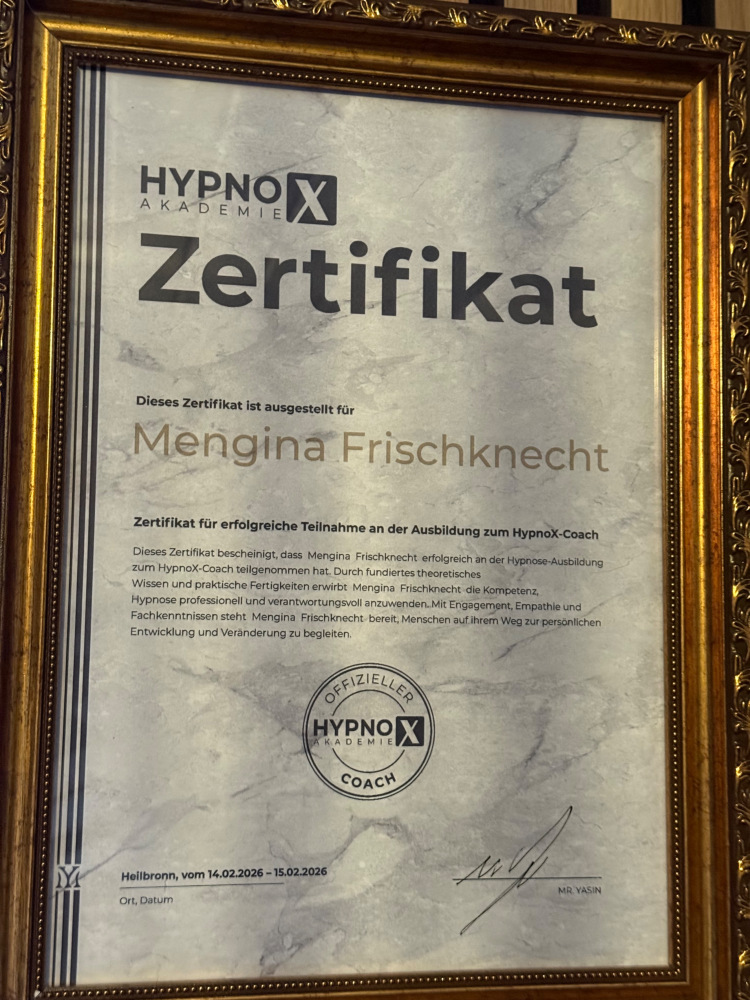 HYPNOX
AKADEMIE
Zertifikat
Dieses Zertifikat ist ausgestellt für
Mengina Frischknecht
Zertifikat für erfolgreiche Teilnahme an der Ausbildung zum HypnoX-Coach
Dieses Zertifikat bescheinigt, dass Mengina Frischknecht erfolgreich an der Hypnose-Ausbildung
zum HypnoX-Coach teilgenommen hat. Durch fundiertes theoretisches
Wissen und praktische Fertigkeiten erwirbt Mengina Frischknecht die Kompetenz,
Hypnose professionell und verantwortungsvoll anzuwenden. Mit Engagement, Empathie und
Fachkenntnissen steht Mengina Frischknecht bereit, Menschen auf ihrem Weg zur persönlichen
Entwicklung und Veränderung zu begleiten.
OFFIZIELLER
HYPNOX
AKADEMIE
COACH
Heilbronn, vom 14.02.2026 – 15.02.2026
Ort, Datum
MR. YASIN